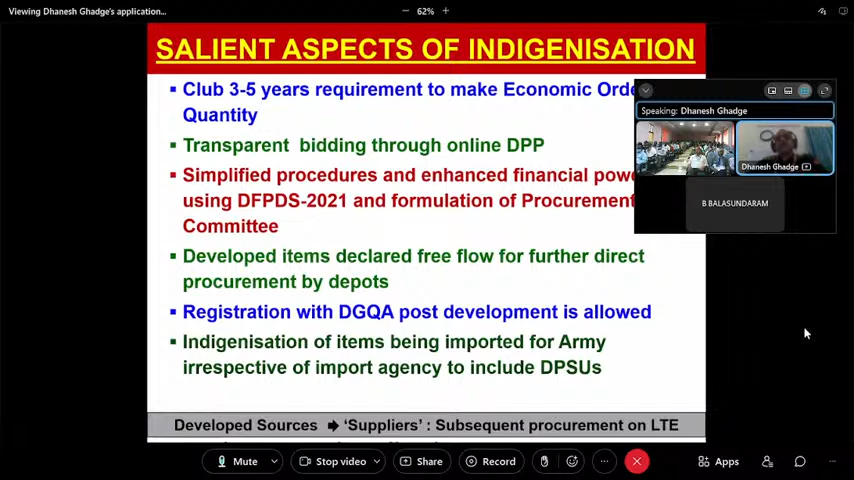 Viewing Dhanesh Ghadge's application...
62%
SALIENT ASPECTS OF INDIGENISATION
Club 3-5 years requirement to make Economic Orde
Quantity
Transparent bidding through online DPP
Simplified procedures and enhanced financial powe
using DFPDS-2021 and formulation of Procurement
Committee
Developed items declared free flow for further direct
procurement by depots
Registration with DGQA post development is allowed
Indigenisation of items being imported for Army
irrespective of import agency to include DPSUs
Developed Sources ➔ 'Suppliers' : Subsequent procurement on LTE
Speaking: Dhanesh Ghadge
Dhanesh Ghadge
B BALASUNDARAM
Mute
Stop video
Share
Record
Apps